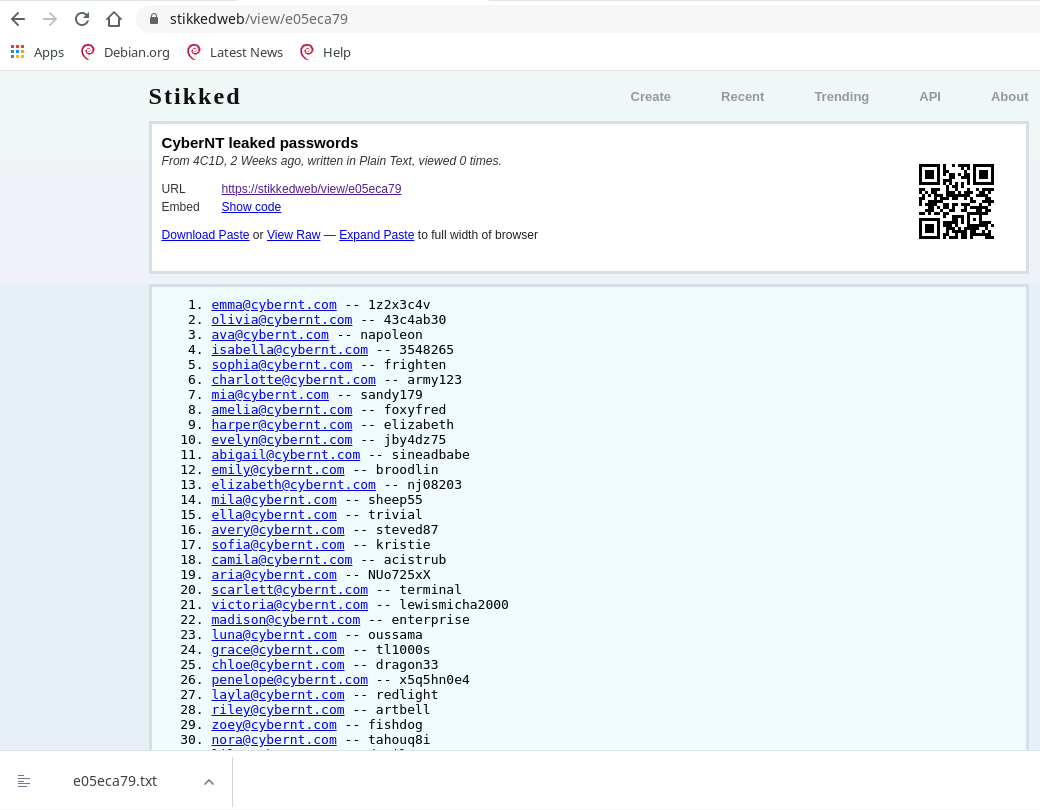 stikkedweb/view/e05eca79
Apps Debian.org Latest News Help
Stikked Create Recent Trending API About
CyberNT leaked passwords
From 4C1D, 2 Weeks ago, written in Plain Text, viewed 0 times.
URL https://stikkedweb/view/e05eca79
Embed Show code
Download Paste or View Raw — Expand Paste to full width of browser
1. emma@cybernt.com -- 1z2x3c4v
2. olivia@cybernt.com -- 43c4ab30
3. ava@cybernt.com -- napoleon
4. isabella@cybernt.com -- 3548265
5. sophia@cybernt.com -- frighten
6. charlotte@cybernt.com -- army123
7. mia@cybernt.com -- sandy179
8. amelia@cybernt.com -- foxyfred
9. harper@cybernt.com -- elizabeth
10. evelyn@cybernt.com -- jby4dz75
11. abigail@cybernt.com -- sineadbabe
12. emily@cybernt.com -- broodlin
13. elizabeth@cybernt.com -- nj08203
14. mila@cybernt.com -- sheep55
15. ella@cybernt.com -- trivial
16. avery@cybernt.com -- steved87
17. sofia@cybernt.com -- kristie
18. camila@cybernt.com -- acistrub
19. aria@cybernt.com -- NUo725xX
20. scarlett@cybernt.com -- terminal
21. victoria@cybernt.com -- lewismicha2000
22. madison@cybernt.com -- enterprise
23. luna@cybernt.com -- oussama
24. grace@cybernt.com -- tl1000s
25. chloe@cybernt.com -- dragon33
26. penelope@cybernt.com -- x5q5hn0e4
27. layla@cybernt.com -- redlight
28. riley@cybernt.com -- artbell
29. zoey@cybernt.com -- fishdog
30. nora@cybernt.com -- tahouq8i
e05eca79.txt